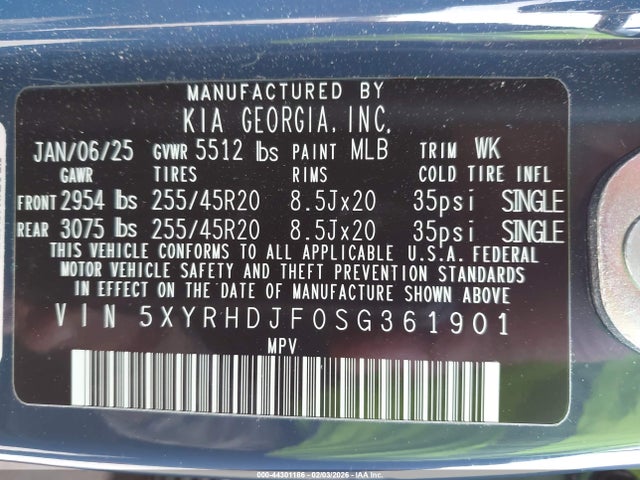 MANUFACTURED BY
KIA GEORGIA, INC.
JAN/06/25 GVWR 5512 lbs PAINT MLB TRIM WK
GAWR TIRES RIMS COLD TIRE INFL
FRONT 2954 lbs 255/45R20 8.5Jx20 35psi SINGLE
REAR 3075 lbs 255/45R20 8.5Jx20 35psi SINGLE
THIS VEHICLE CONFORMS TO ALL APPLICABLE U.S.A. FEDERAL
MOTOR VEHICLE SAFETY AND THEFT PREVENTION STANDARDS
IN EFFECT ON THE DATE OF MANUFACTURE SHOWN ABOVE
VIN 5XYRHDJF0SG361901
MPV
000-44301186 - 02/03/2026 - COPART